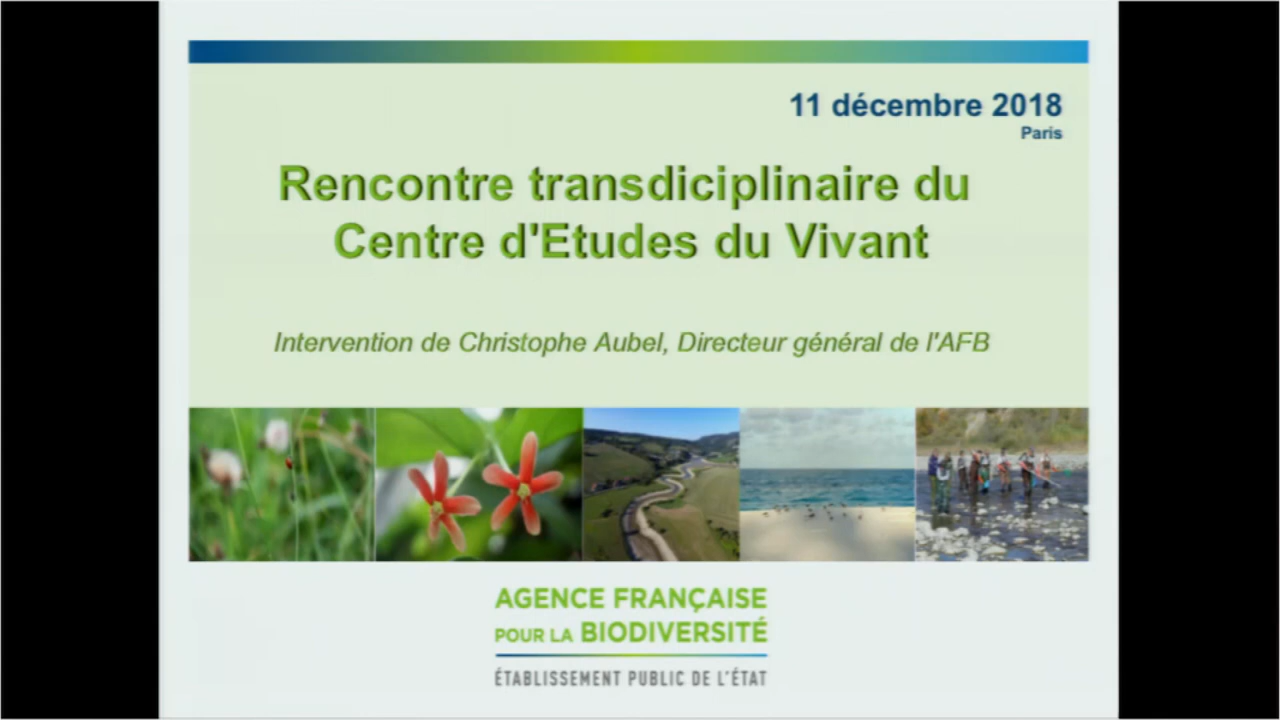 11 décembre 2018
Paris
Rencontre transdiciplinaire du
Centre d'Etudes du Vivant
Intervention de Christophe Aubel, Directeur général de l'AFB
AGENCE FRANÇAISE
POUR LA BIODIVERSITÉ
ÉTABLISSEMENT PUBLIC DE L'ÉTAT